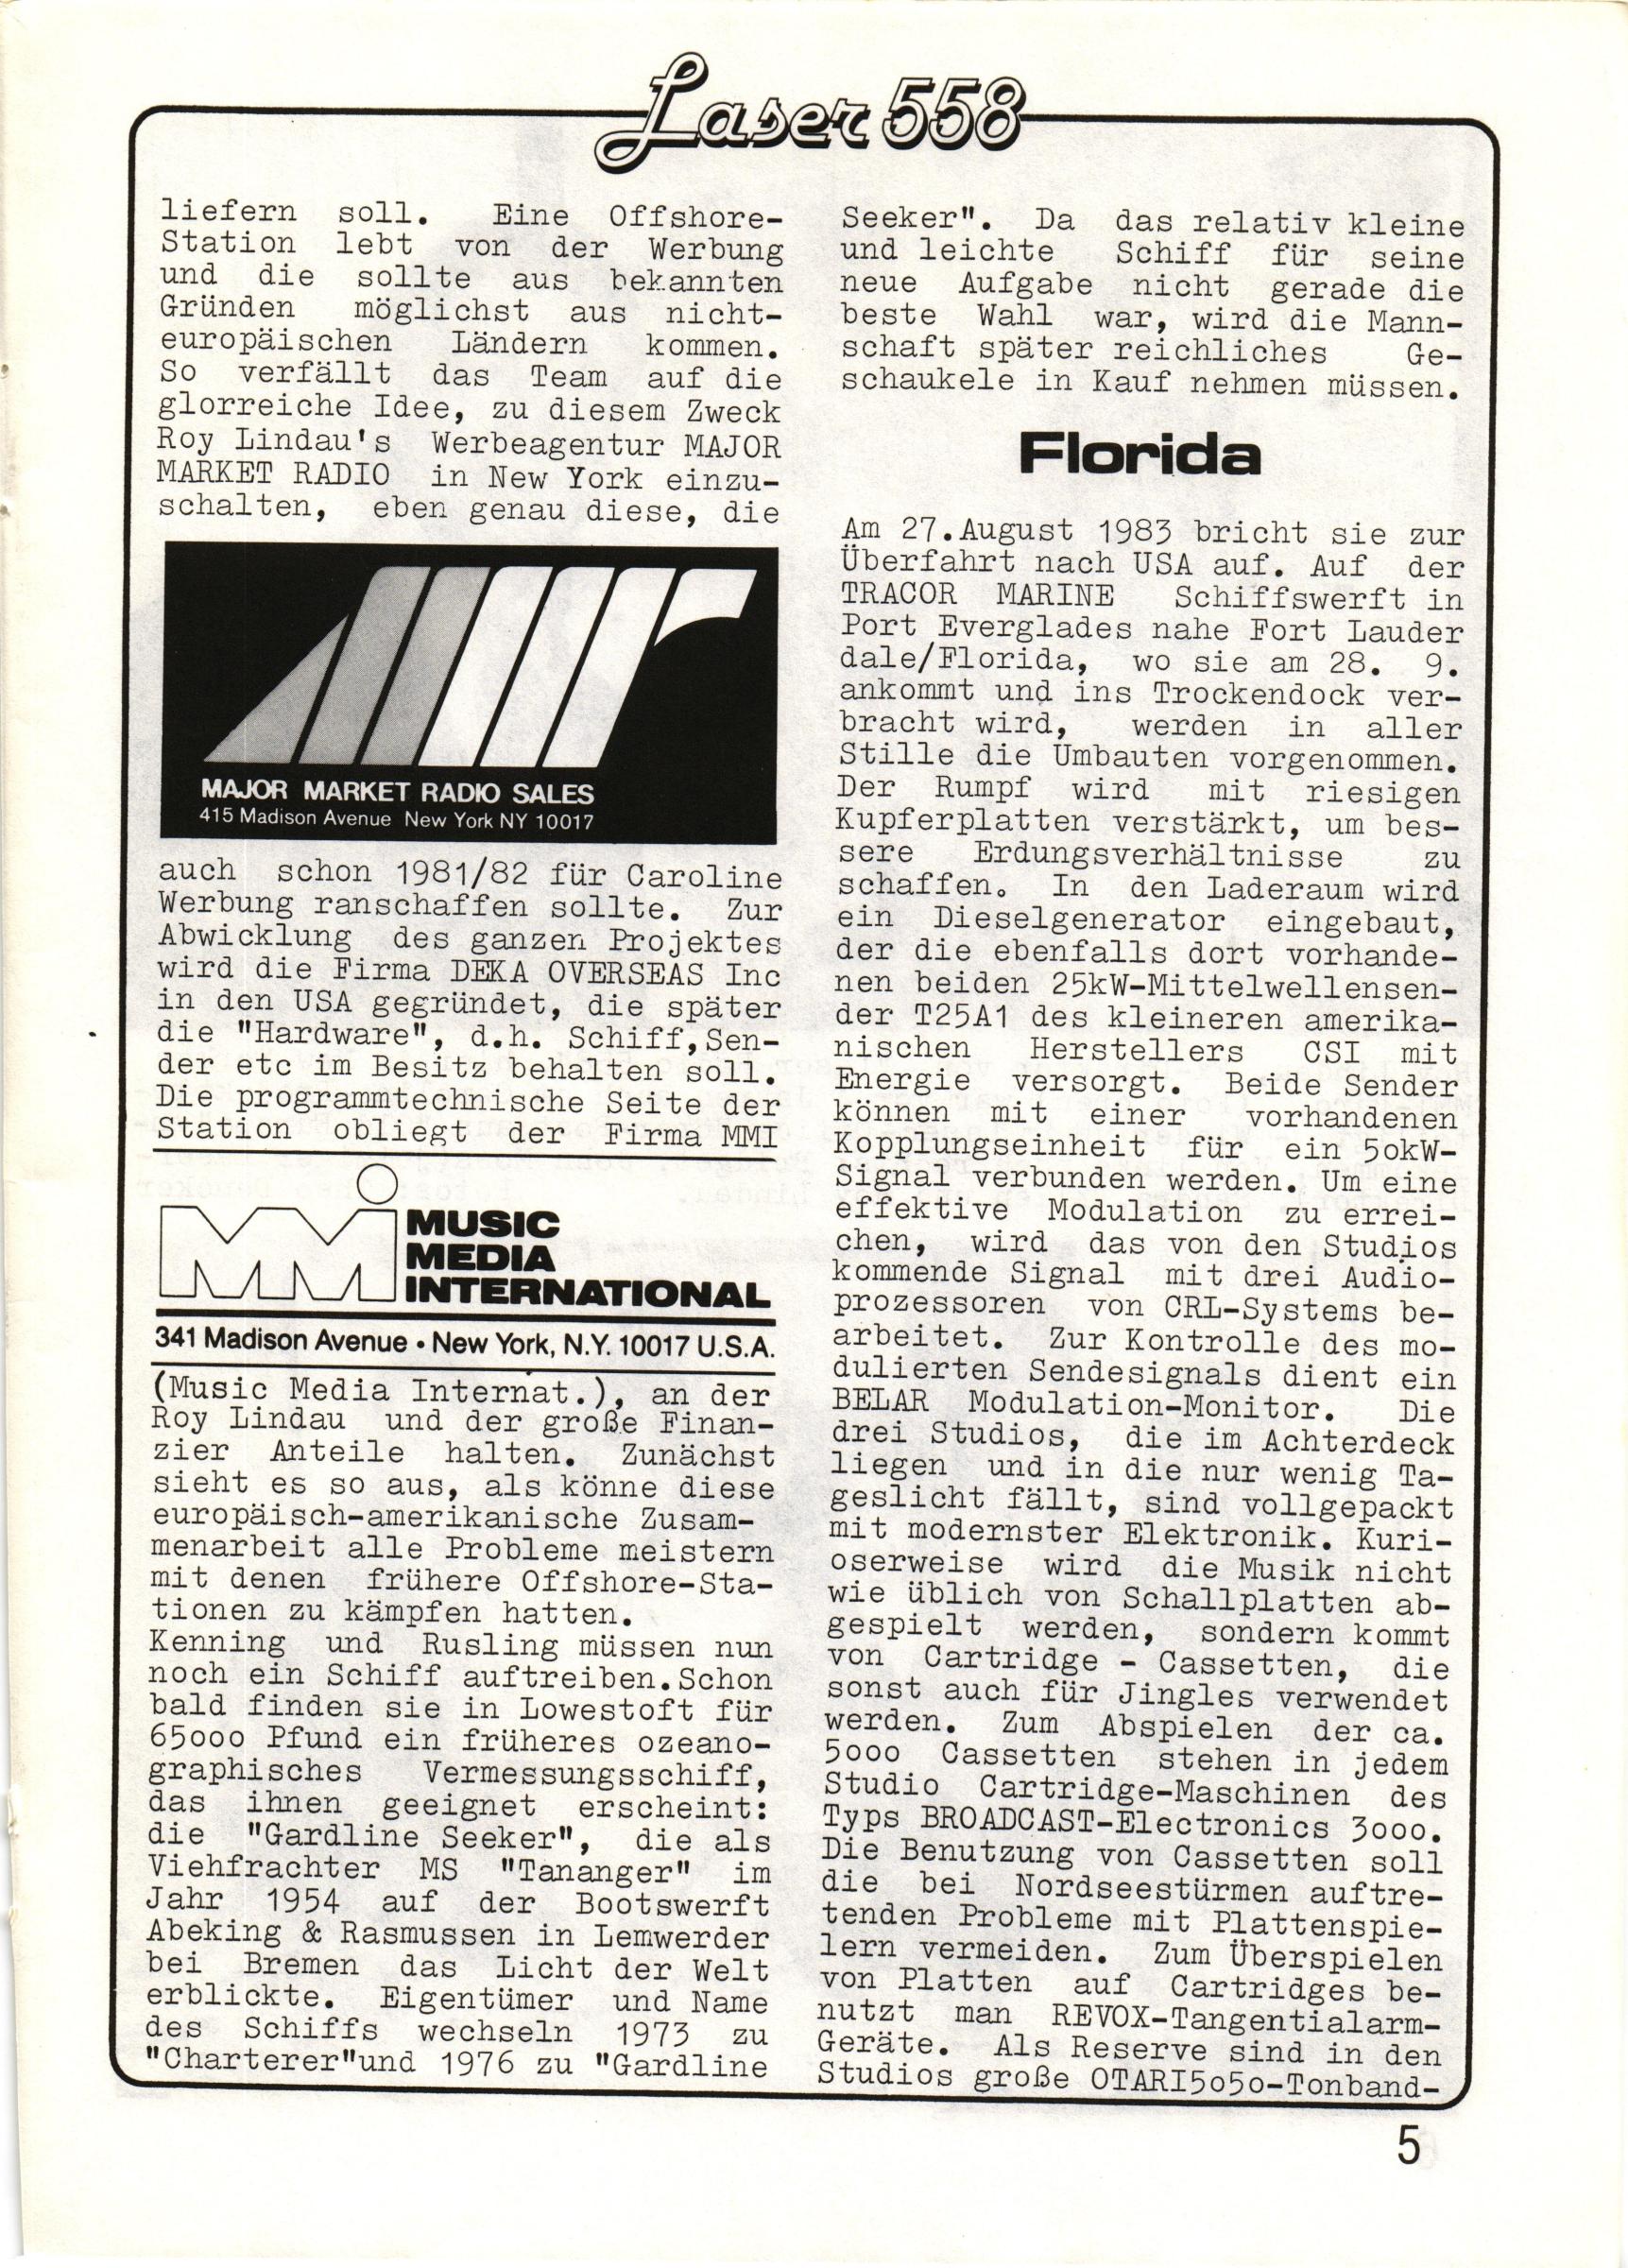 Laser 558
liefern soll. Eine Offshore-
Station lebt von der Werbung
und die sollte aus bekannten
Gründen möglichst aus nicht-
europäischen Ländern kommen.
So verfällt das Team auf die
glorreiche Idee, zu diesem Zweck
Roy Lindau's Werbeagentur MAJOR
MARKET RADIO in New York einzu-
schalten, eben genau diese, die
MAJOR MARKET RADIO SALES
415 Madison Avenue New York NY 10017
auch schon 1981/82 für Caroline
Werbung ranschaffen sollte. Zur
Abwicklung des ganzen Projektes
wird die Firma DEKA OVERSEAS Inc
in den USA gegründet, die später
die "Hardware", d.h. Schiff,Sen-
der etc im Besitz behalten soll.
Die programmtechnische Seite der
Station obliegt der Firma MMI
MMI
MUSIC
MEDIA
INTERNATIONAL
341 Madison Avenue • New York, N.Y. 10017 U.S.A.
(Music Media Internat.), an der
Roy Lindau und der große Finan-
zier Anteile halten. Zunächst
sieht es so aus, als könne diese
europäisch-amerikanische Zusam-
menarbeit alle Probleme meistern
mit denen frühere Offshore-Sta-
tionen zu kämpfen hatten.
Kenning und Rusling müssen nun
noch ein Schiff auftreiben.Schon
bald finden sie in Lowestoft für
65ooo Pfund ein früheres ozeano-
graphisches Vermessungsschiff,
das ihnen geeignet erscheint:
die "Gardline Seeker", die als
Viehfrachter MS "Tananger" im
Jahr 1954 auf der Bootswerft
Abeking & Rasmussen in Lemwerder
bei Bremen das Licht der Welt
erblickte. Eigentümer und Name
des Schiffs wechseln 1973 zu
"Charterer"und 1976 zu "Gardline
Seeker". Da das relativ kleine
und leichte Schiff für seine
neue Aufgabe nicht gerade die
beste Wahl war, wird die Mann-
schaft später reichliches Ge-
schaukele in Kauf nehmen müssen.
Florida
Am 27.August 1983 bricht sie zur
Überfahrt nach USA auf. Auf der
TRACOR MARINE Schiffswerft in
Port Everglades nahe Fort Lauder
dale/Florida, wo sie am 28. 9.
ankommt und ins Trockendock ver-
bracht wird, werden in aller
Stille die Umbauten vorgenommen.
Der Rumpf wird mit riesigen
Kupferplatten verstärkt, um bes-
sere Erdungsverhältnisse zu
schaffen. In den Laderaum wird
ein Dieselgenerator eingebaut,
der die ebenfalls dort vorhande-
nen beiden 25kW-Mittelwellensen-
der T25A1 des kleineren amerika-
nischen Herstellers CSI mit
Energie versorgt. Beide Sender
können mit einer vorhandenen
Kopplungseinheit für ein 5okW-
Signal verbunden werden. Um eine
effektive Modulation zu errei-
chen, wird das von den Studios
kommende Signal mit drei Audio-
prozessoren von CRL-Systems be-
arbeitet. Zur Kontrolle des mo-
dulierten Sendesignals dient ein
BELAR Modulation-Monitor. Die
drei Studios, die im Achterdeck
liegen und in die nur wenig Ta-
geslicht fällt, sind vollgepackt
mit modernster Elektronik. Kuri-
oserweise wird die Musik nicht
wie üblich von Schallplatten ab-
gespielt werden, sondern kommt
von Cartridge - Cassetten, die
sonst auch für Jingles verwendet
werden. Zum Abspielen der ca.
5ooo Cassetten stehen in jedem
Studio Cartridge-Maschinen des
Typs BROADCAST-Electronics 3ooo.
Die Benutzung von Cassetten soll
die bei Nordseestürmen auftre-
tenden Probleme mit Plattenspie-
lern vermeiden. Zum Überspielen
von Platten auf Cartridges be-
nutzt man REVOX-Tangentialarm-
Geräte. Als Reserve sind in den
Studios große OTARI5o5o-Tonband-
5